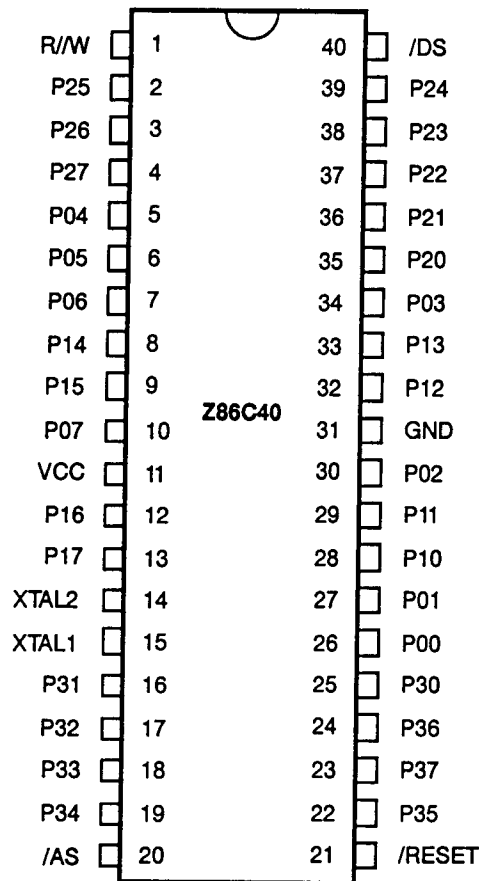 R//W 1 40 /DS
P25 2 39 P24
P26 3 38 P23
P27 4 37 P22
P04 5 36 P21
P05 6 35 P20
P06 7 34 P03
P14 8 33 P13
P15 9 32 P12
Z86C40
P07 10 31 GND
VCC 11 30 P02
P16 12 29 P11
P17 13 28 P10
XTAL2 14 27 P01
XTAL1 15 26 P00
P31 16 25 P30
P32 17 24 P36
P33 18 23 P37
P34 19 22 P35
/AS 20 21 /RESET